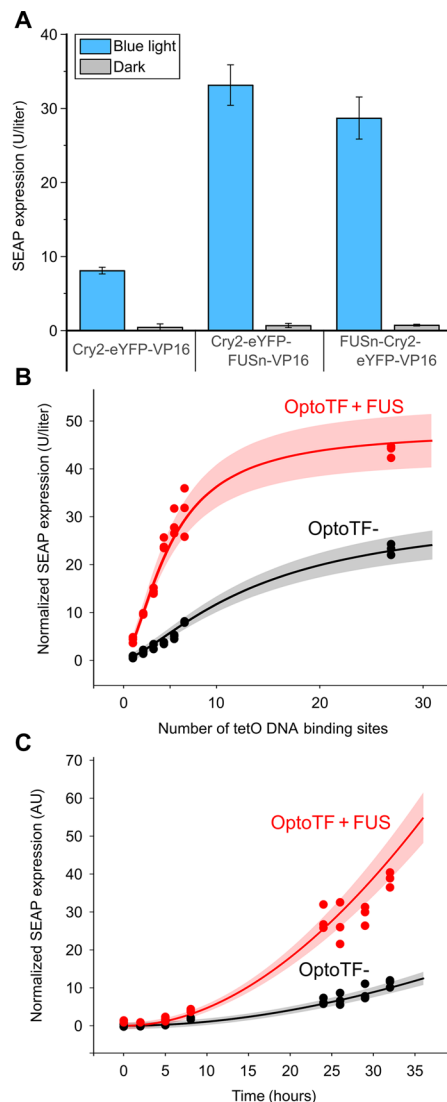 A
SEAP expression (U/liter)
40
30
20
10
0
Blue light
Dark
Cry2-eYFP-VP16
Cry2-eYFP-
FUSn-VP16
FUSn-Cry2-
eYFP-VP16
B
Normalized SEAP expression (U/liter)
50
40
30
20
10
0
OptoTF + FUS
OptoTF-
0 10 20 30
Number of tetO DNA binding sites
C
Normalized SEAP expression (AU)
70
60
50
40
30
20
10
0
OptoTF + FUS
OptoTF-
0 5 10 15 20 25 30 35
Time (hours)